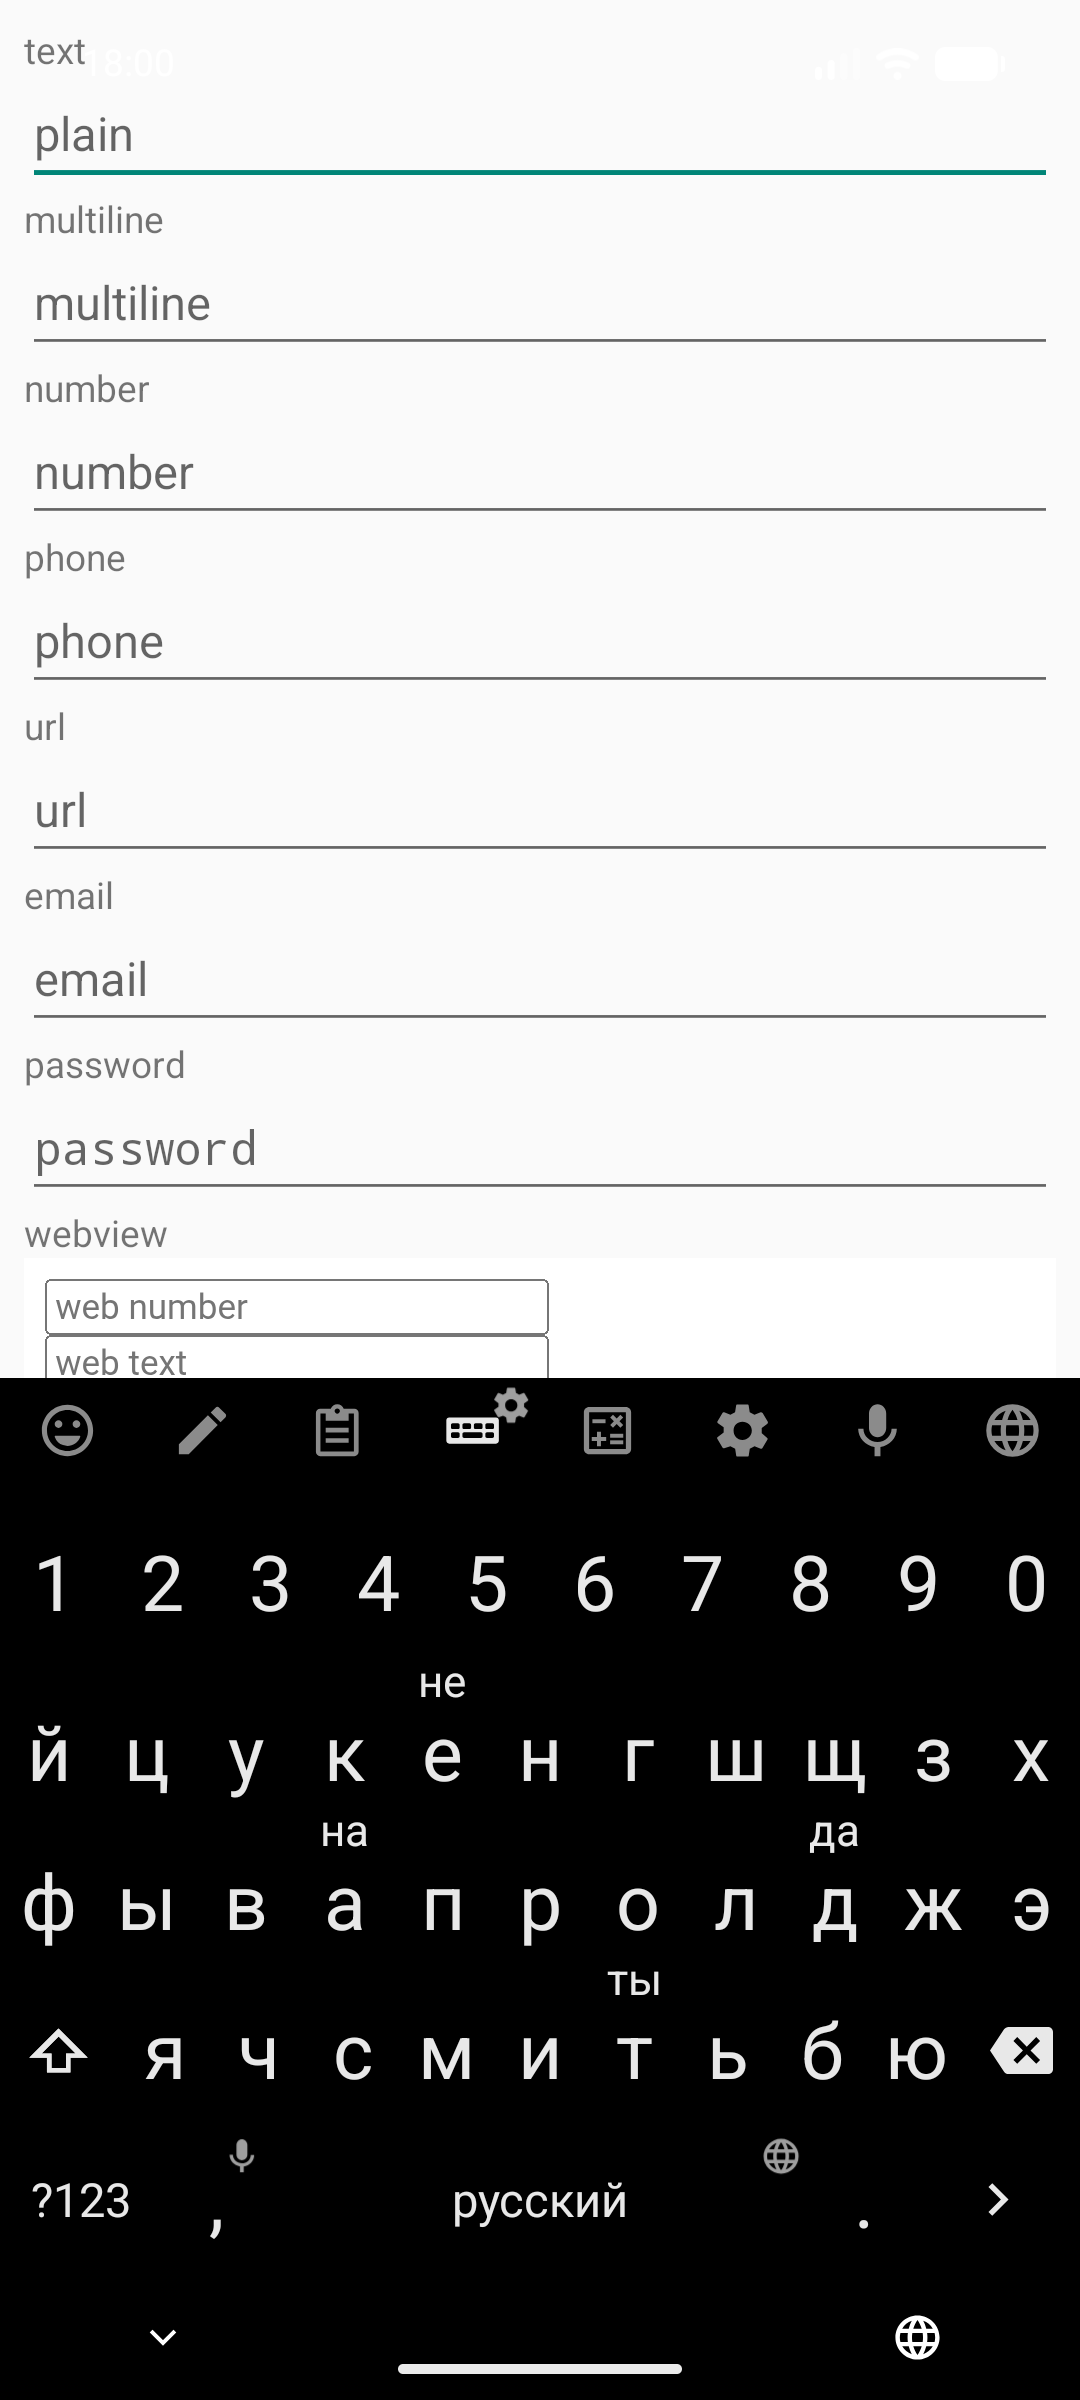 text
18:00
plain
multiline
multiline
number
number
phone
phone
url
url
email
email
password
password
webview
web number
web text
1 2 3 4 5 6 7 8 9 0
не
й ц у к е н г ш щ з х
на да
ф ы в а п р о л д ж э
ты
я ч с м и т ь б ю
?123 , русский .